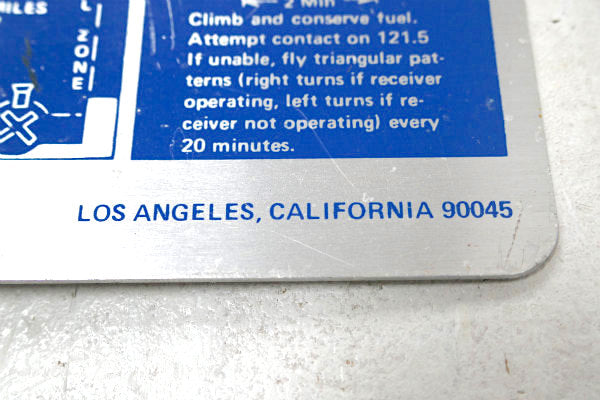 MILES
ZONE
2 Min
Climb and conserve fuel.
Attempt contact on 121.5
If unable, fly triangular pat-
terns (right turns if receiver
operating, left turns if re-
ceiver not operating) every
20 minutes.
LOS ANGELES, CALIFORNIA 90045